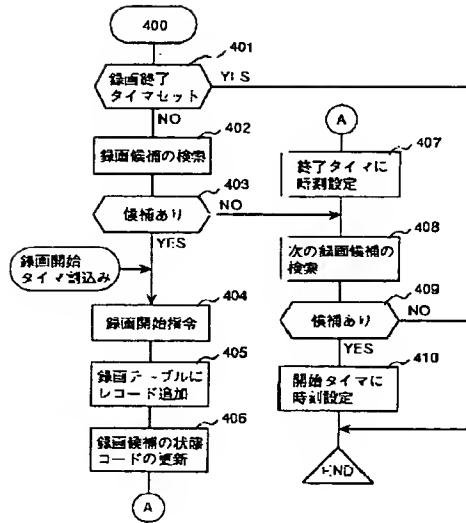 400
401
録画終了
タイマセット
YES
NO
402
録画候補の検索
403
候補あり
NO
YES
録画開始
タイマ割込み
404
録画開始指令
405
録画テーブルに
レコード追加
406
録画候補の状態
コードの更新
A
A
407
終了タイマに
時刻設定
408
次の録画候補の
検索
409
候補あり
NO
YES
410
開始タイマに
時刻設定
END